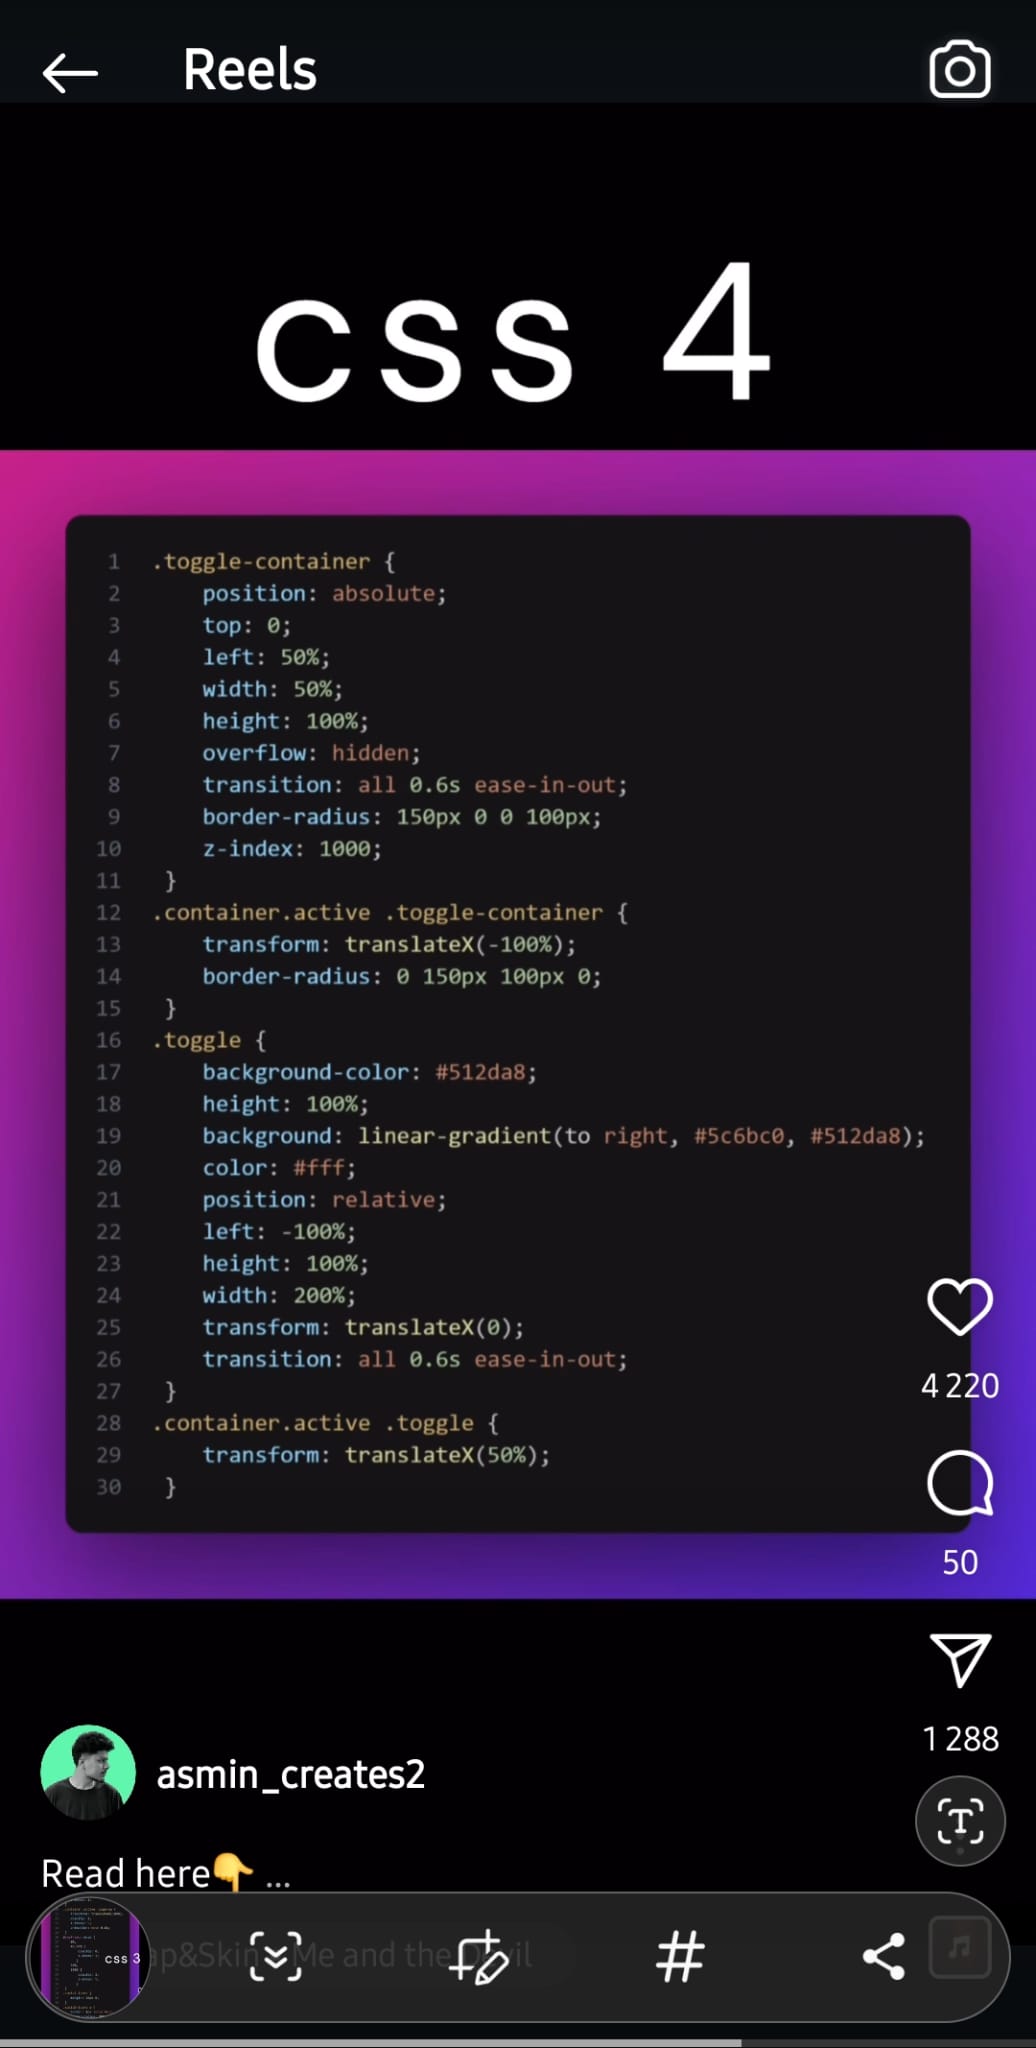 Reels
css 4
1 .toggle-container {
2 position: absolute;
3 top: 0;
4 left: 50%;
5 width: 50%;
6 height: 100%;
7 overflow: hidden;
8 transition: all 0.6s ease-in-out;
9 border-radius: 150px 0 0 100px;
10 z-index: 1000;
11 }
12 .container.active .toggle-container {
13 transform: translateX(-100%);
14 border-radius: 0 150px 100px 0;
15 }
16 .toggle {
17 background-color: #512da8;
18 height: 100%;
19 background: linear-gradient(to right, #5c6bc0, #512da8);
20 color: #fff;
21 position: relative;
22 left: -100%;
23 height: 100%;
24 width: 200%;
25 transform: translateX(0);
26 transition: all 0.6s ease-in-out;
27 }
28 .container.active .toggle {
29 transform: translateX(50%);
30 }
4 220
50
1 288
asmin_creates2
Read here👇 ...
css 3
Me and the